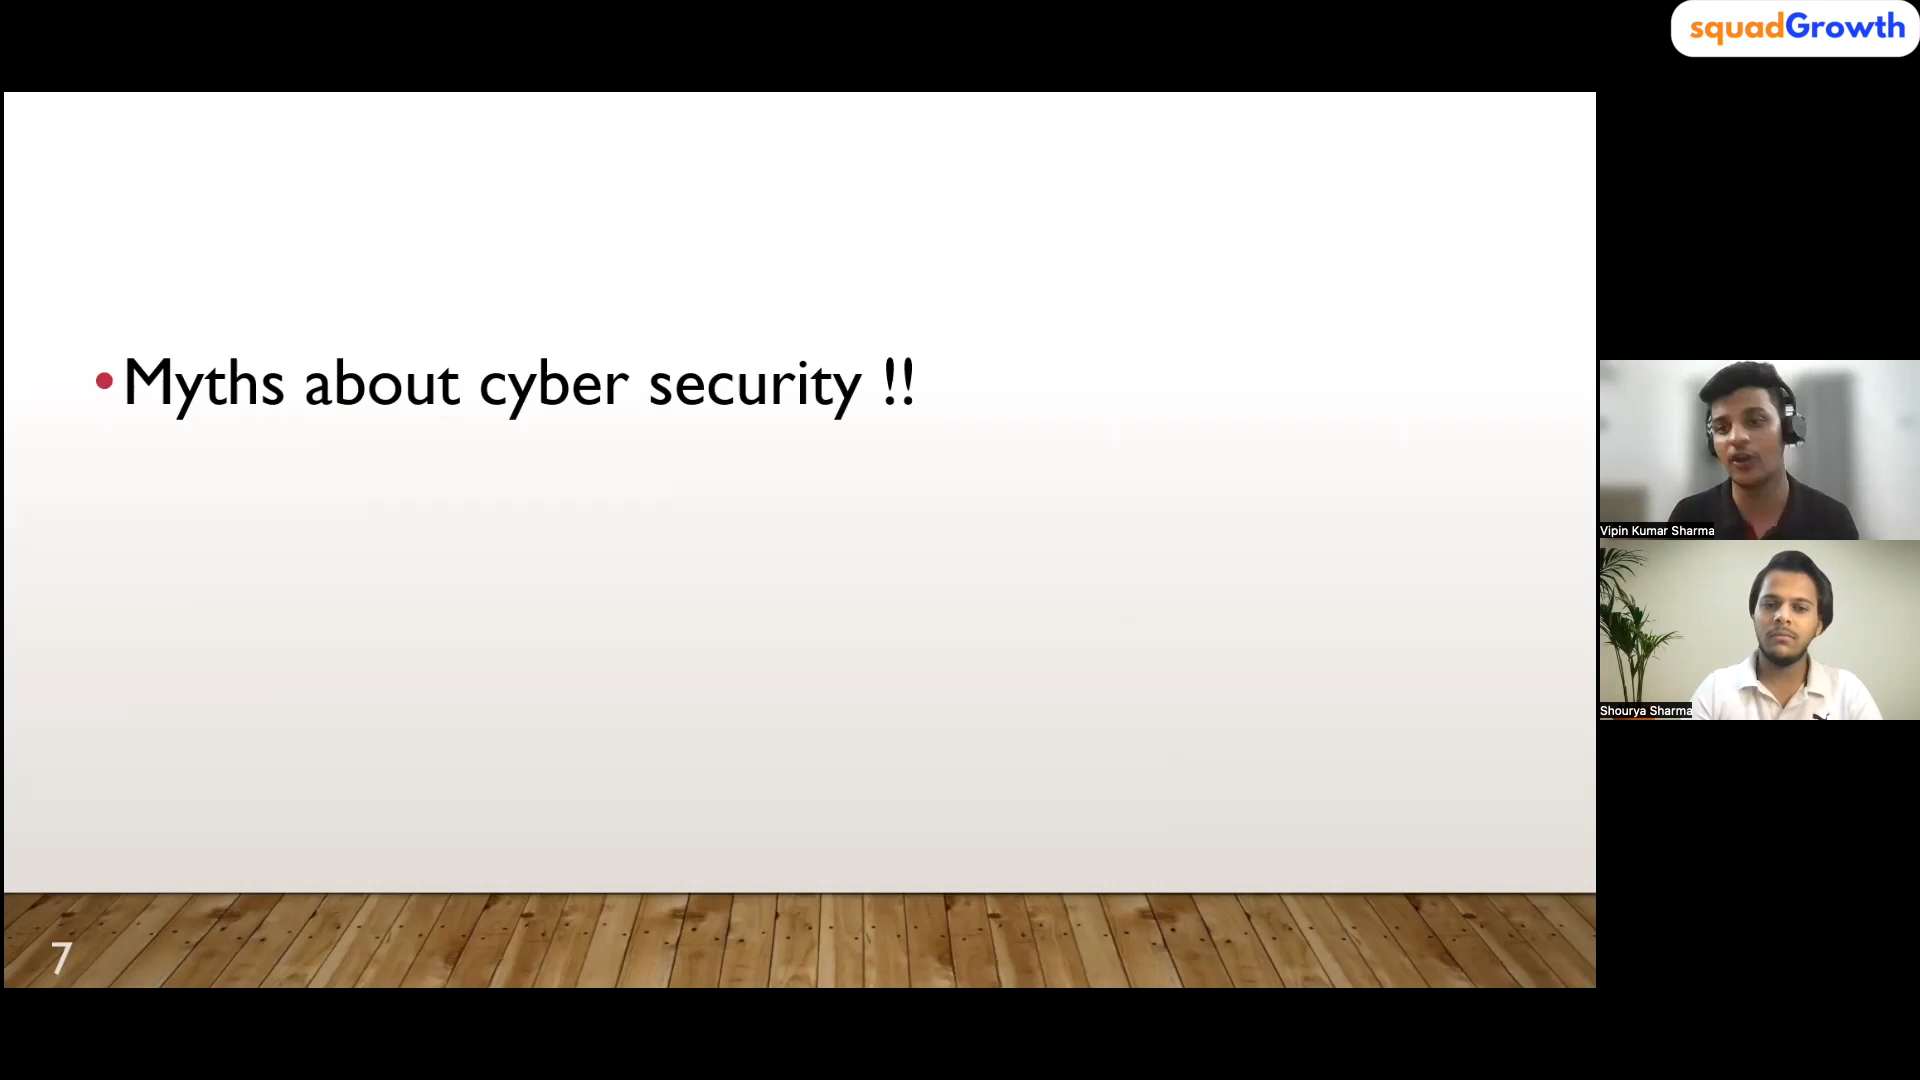 squadGrowth
•Myths about cyber security !!
Vipin Kumar Sharma
Shourya Sharma
7